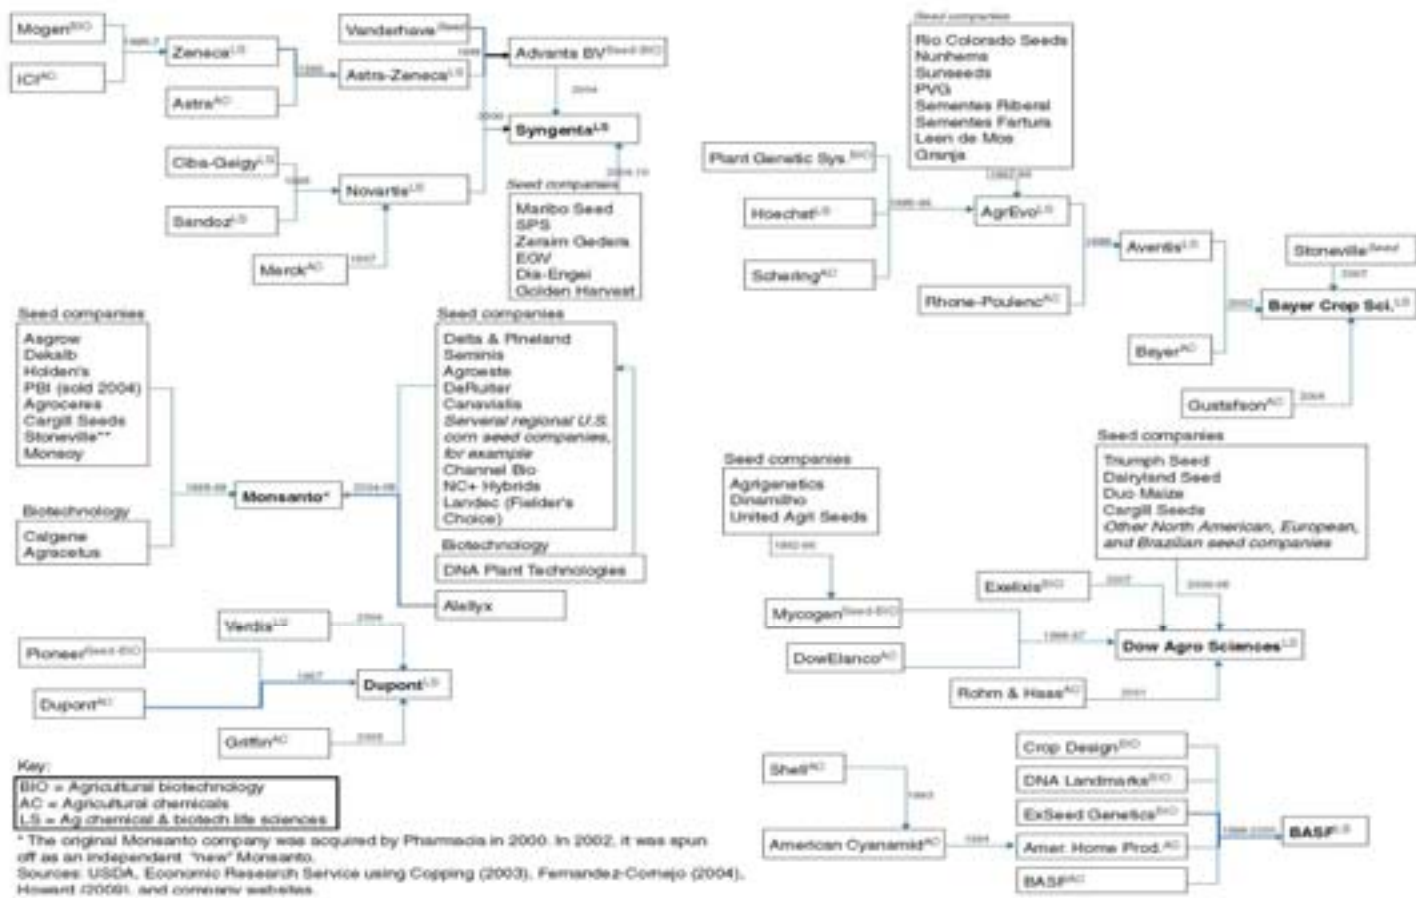 Mogen BIO
ICI AC
Zeneca LS
Astra AC
Vanderhave Seed
Astra-Zeneca LS
Advanta BV Seed-BIO
2004
Syngenta LS
Ciba-Geigy LS
Sandoz LS
Novartis LS
Merck AC
1997
Seed companies
Maribo Seed
SPS
Zeraim Gedera
EGV
Dia-Engei
Golden Harvest
Seed companies
Rio Colorado Seeds
Nunhems
Sunseeds
PVG
Sementes Riberal
Sementes Fartura
Leen de Mos
Granja
Plant Genetic Sys. BIO
Hoechst LS
Schering AC
AgrEvo LS
Rhone-Poulenc AC
Aventis LS
Bayer AC
2002
Stoneville Seed
2007
Bayer Crop Sci. LS
Gustafson AC
Seed companies
Asgrow
Dekalb
Holden's
PBI (sold 2004)
Agroceres
Cargill Seeds
Stoneville**
Monsoy
Biotechnology
Calgene
Agracetus
Monsanto*
Seed companies
Delta & Pineland
Seminis
Agroeste
DeRuiter
Canavialis
Serveral regional U.S.
corn seed companies,
for example
Channel Bio
NC+ Hybrids
Landec (Fielder's
Choice)
Biotechnology
DNA Plant Technologies
Alellyx
Verdia LS
2004
Pioneer Seed-BIO
Dupont AC
1997
Dupont LS
Griffin AC
Seed companies
Agrigenetics
Dinamilho
United Agri Seeds
1992-96
Mycogen Seed-BIO
DowElanco AC
Exelixis BIO
2007
Seed companies
Triumph Seed
Dairyland Seed
Duo Maize
Cargill Seeds
Other North American, European,
and Brazilian seed companies
Dow Agro Sciences LS
Rohm & Haas AC
2001
Shell AC
1993
American Cyanamid AC
1994
Crop Design BIO
DNA Landmarks BIO
ExSeed Genetics BIO
Amer. Home Prod. AC
BASF AC
BASF LS
Key:
BIO = Agricultural biotechnology
AC = Agricultural chemicals
LS = Ag chemical & biotech life sciences
* The original Monsanto company was acquired by Pharmacia in 2000. In 2002, it was spun
off as an independent "new" Monsanto.
Sources: USDA, Economic Research Service using Copping (2003), Fernandez-Cornejo (2004),
Howard (2009), and company websites.